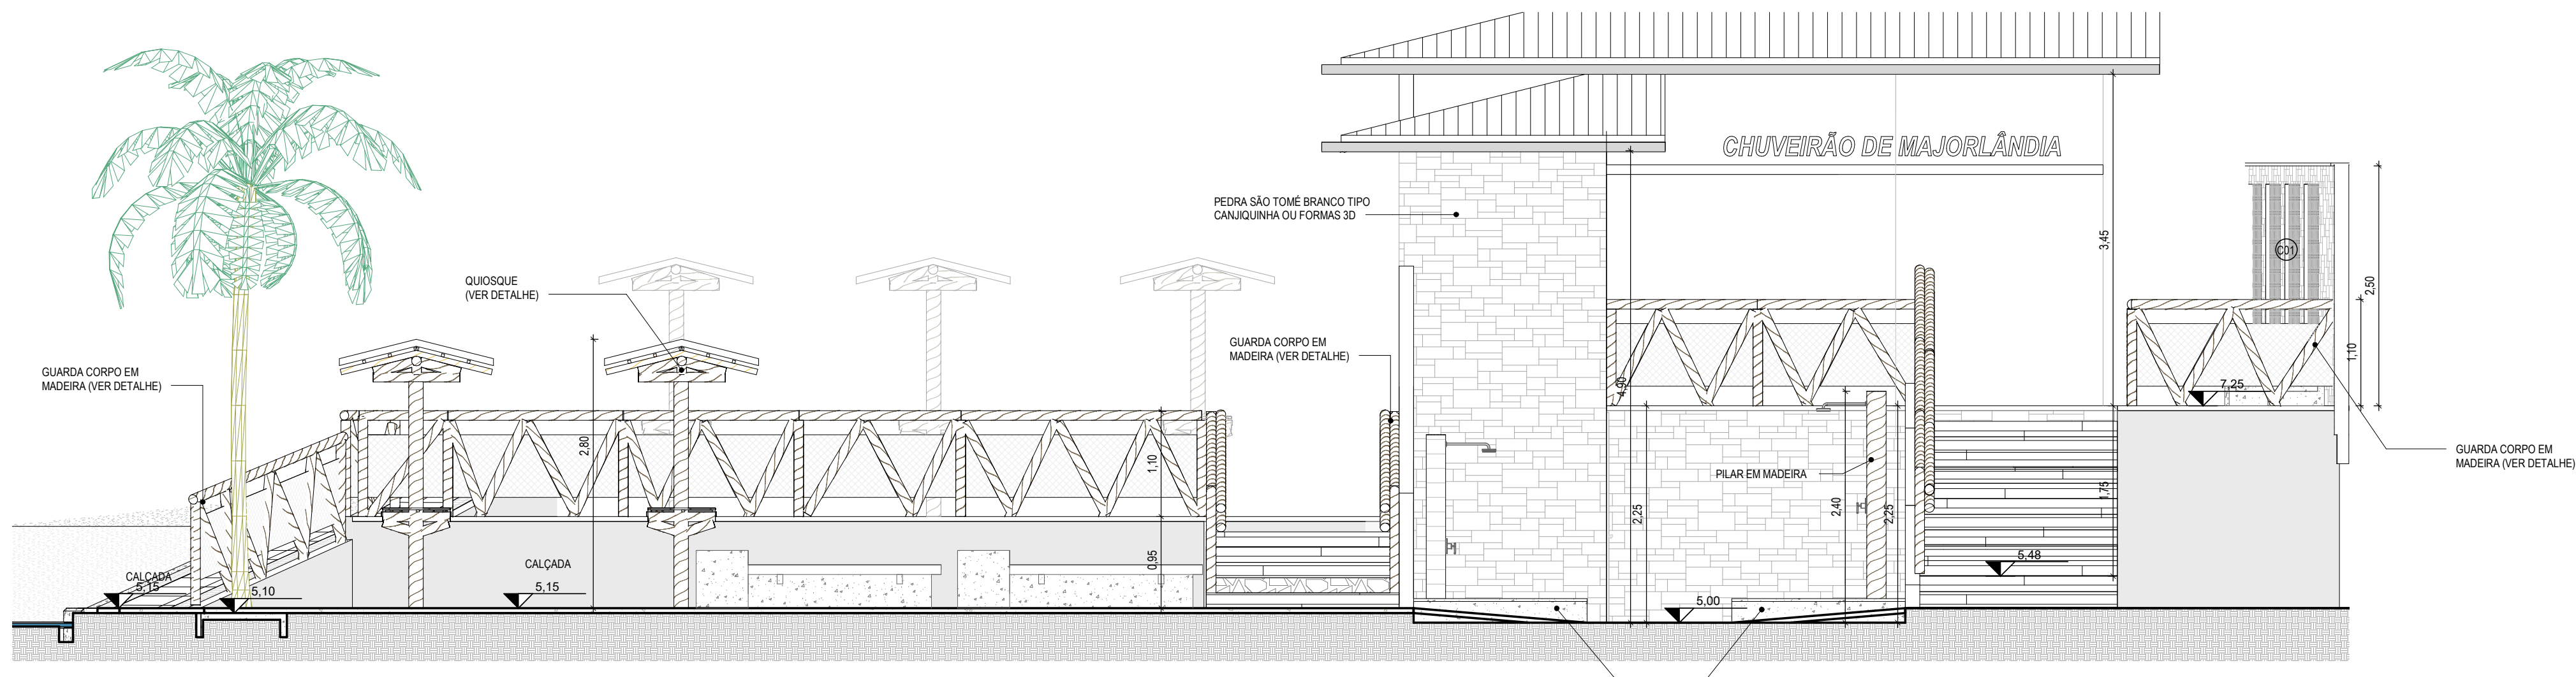 CHUVEIRÃO DE MAJORLÂNDIA
PEDRA SÃO TOMÉ BRANCO TIPO
CANJIQUINHA OU FORMAS 3D
3,45
C01
2,50
QUIOSQUE
(VER DETALHE)
GUARDA CORPO EM
MADEIRA (VER DETALHE)
GUARDA CORPO EM
MADEIRA (VER DETALHE)
1,10
4,90
7,25
2,80
1,10
GUARDA CORPO EM
MADEIRA (VER DETALHE)
PILAR EM MADEIRA
1,75
2,40
2,25
2,25
0,95
5,48
CALÇADA
5,15
5,10
CALÇADA
5,15
5,00